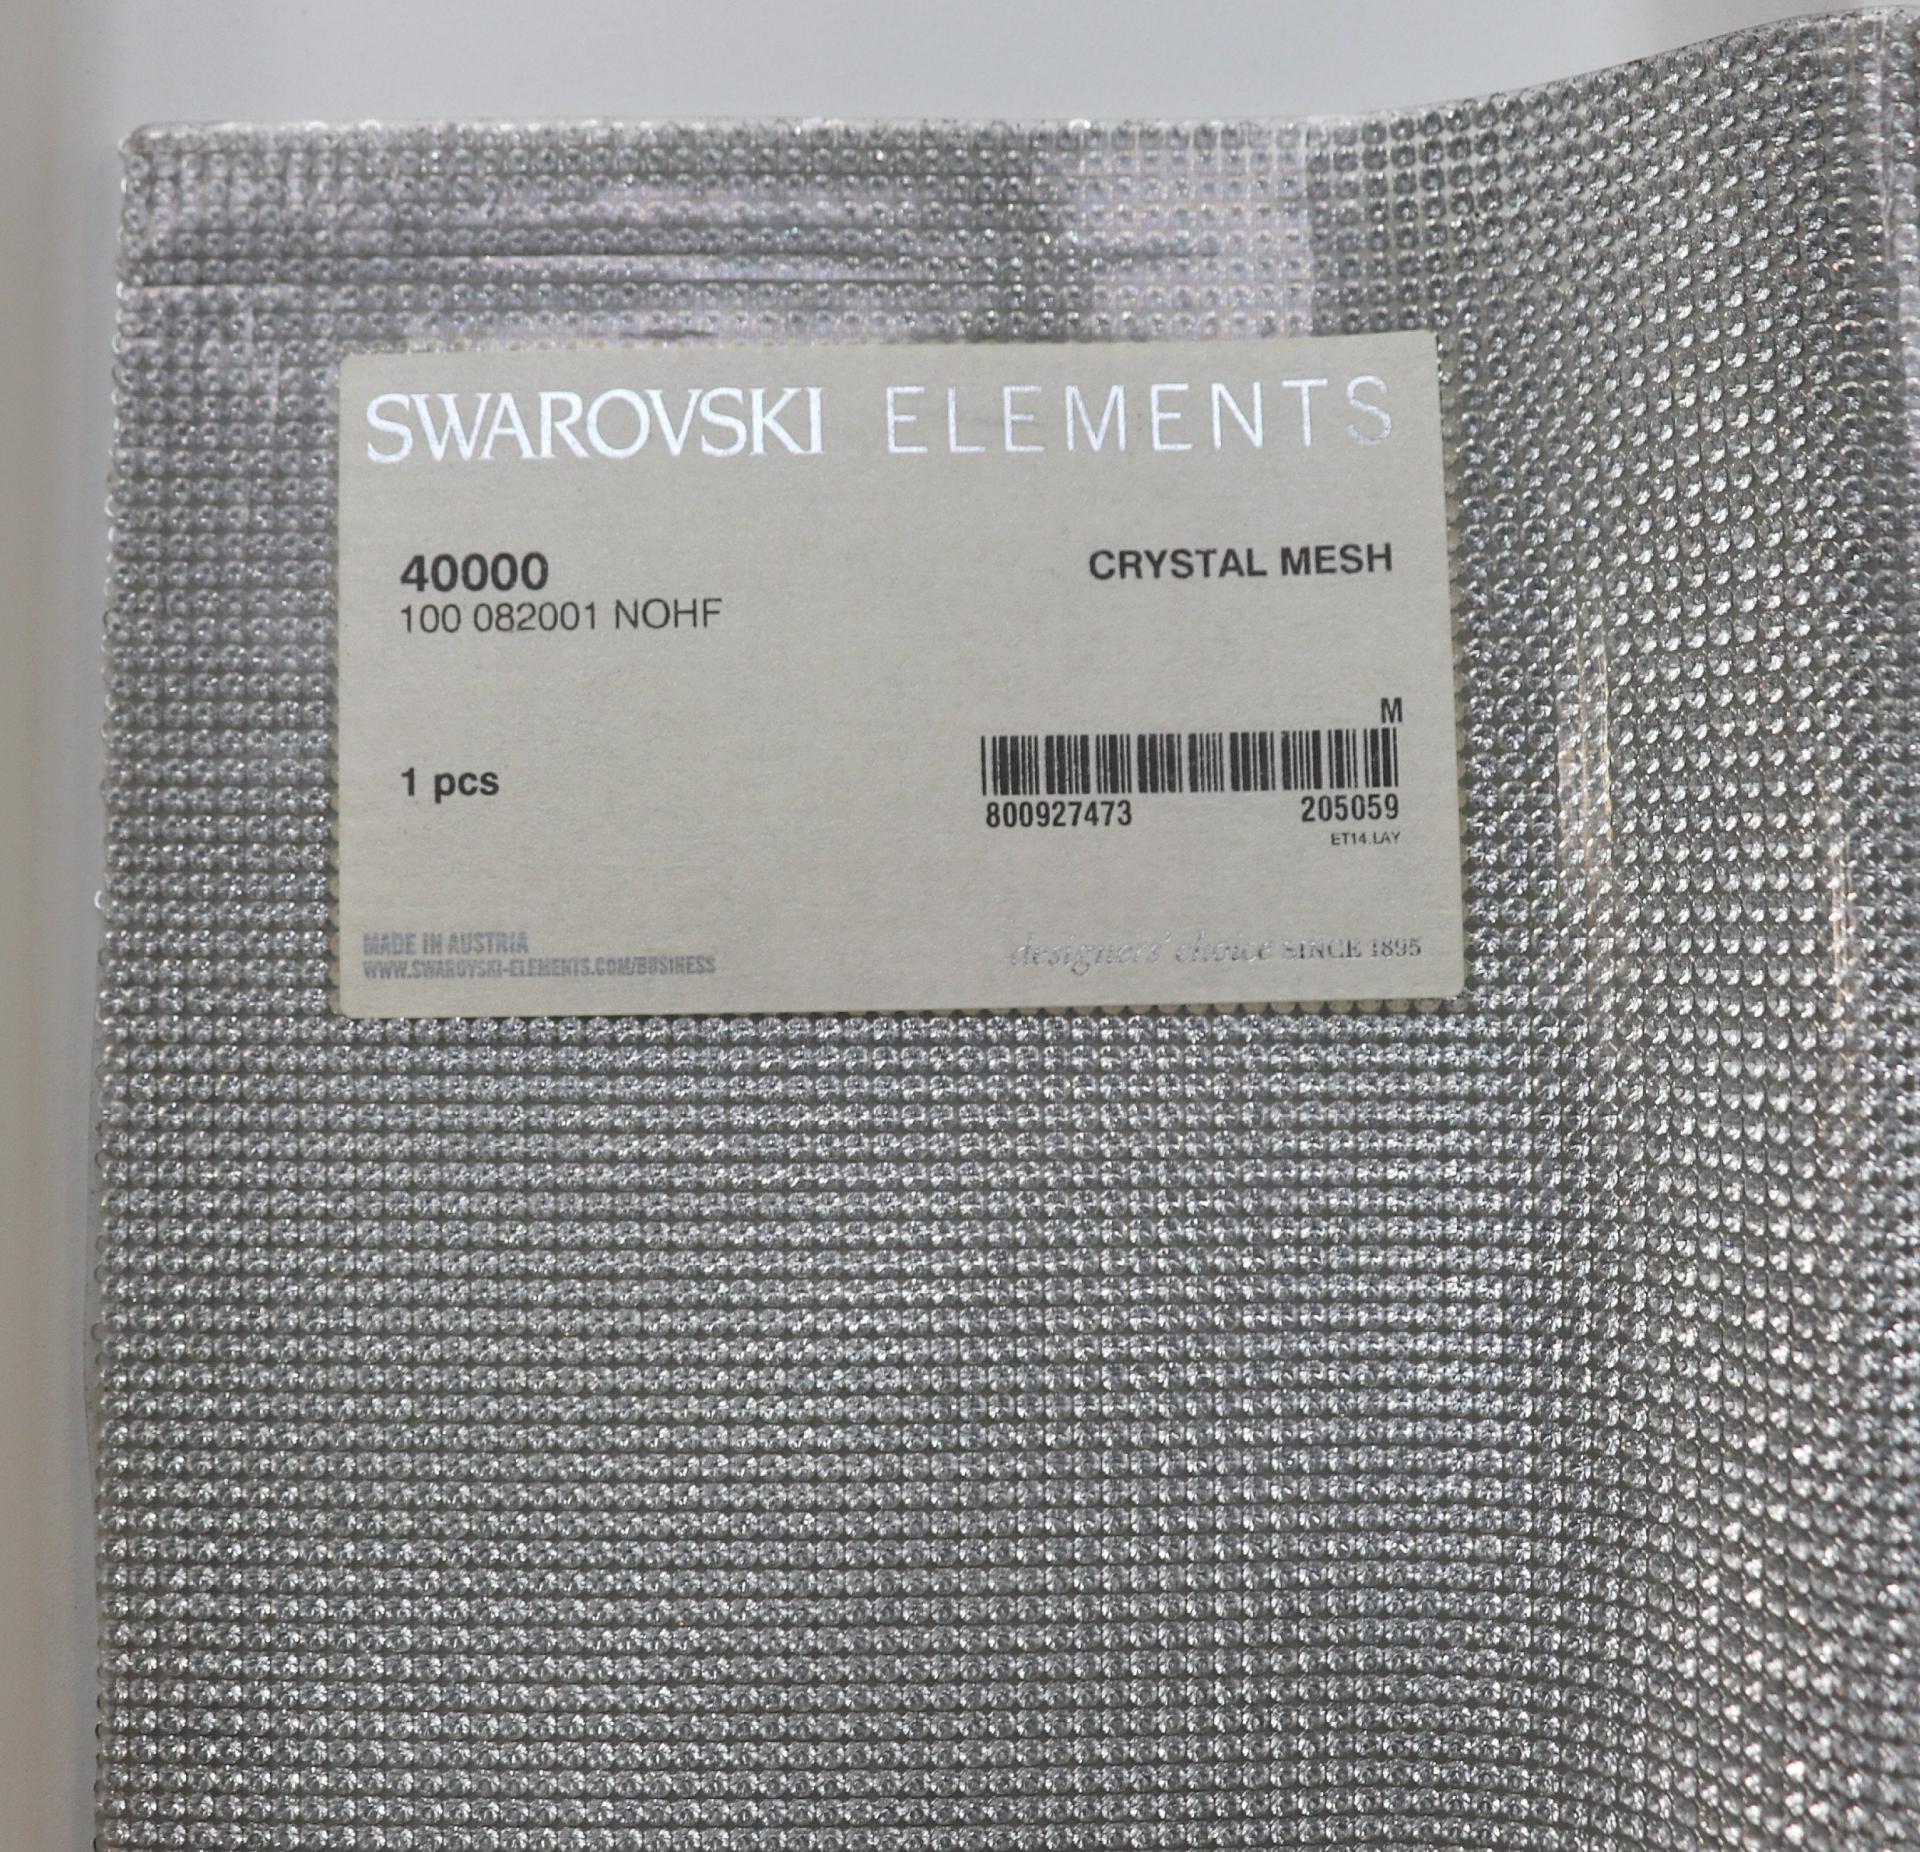 SWAROVSKI ELEMENTS
40000 CRYSTAL MESH
100 082001 NOHF
M
1 pcs
800927473 205059
ET14.LAY
MADE IN AUSTRIA
WWW.SWAROVSKI-ELEMENTS.COM/BUSINESS
designers' choice SINCE 1895